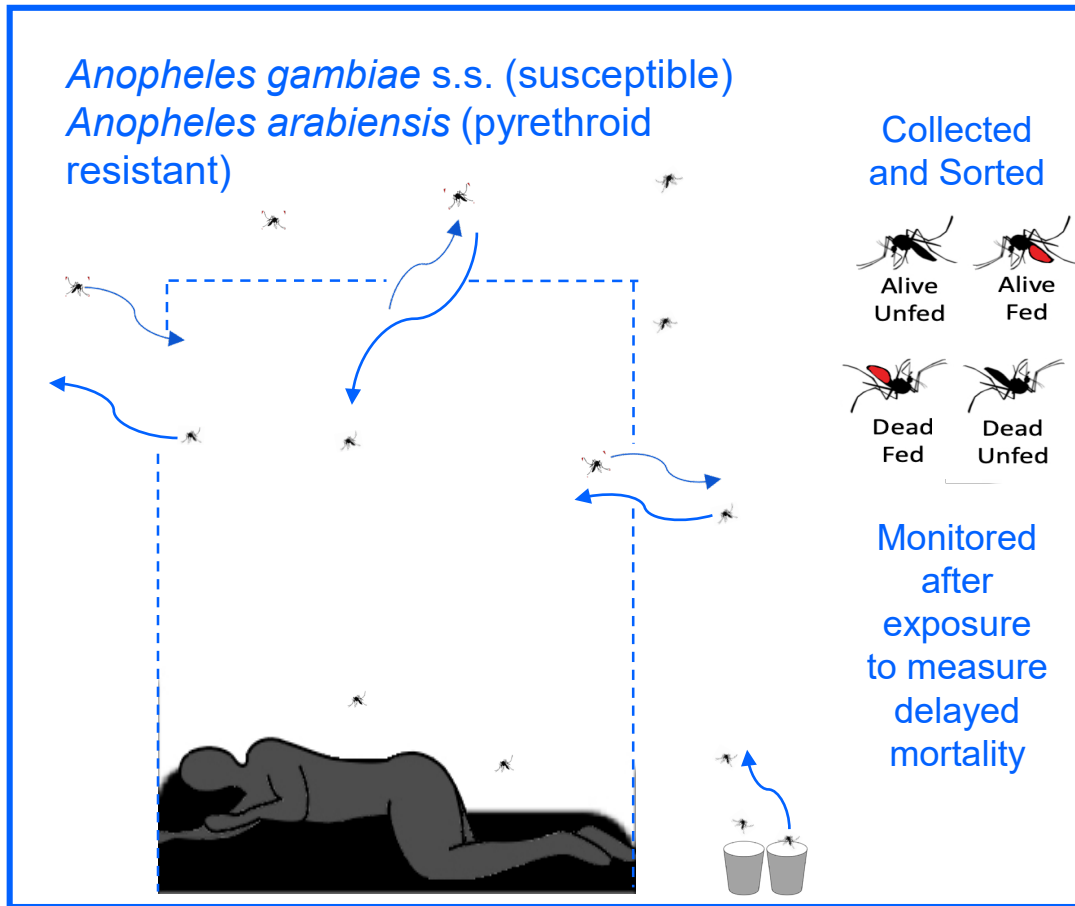 Anopheles gambiae s.s. (susceptible)
Anopheles arabiensis (pyrethroid
resistant)
Collected
and Sorted
Alive
Unfed
Alive
Fed
Dead
Fed
Dead
Unfed
Monitored
after
exposure
to measure
delayed
mortality